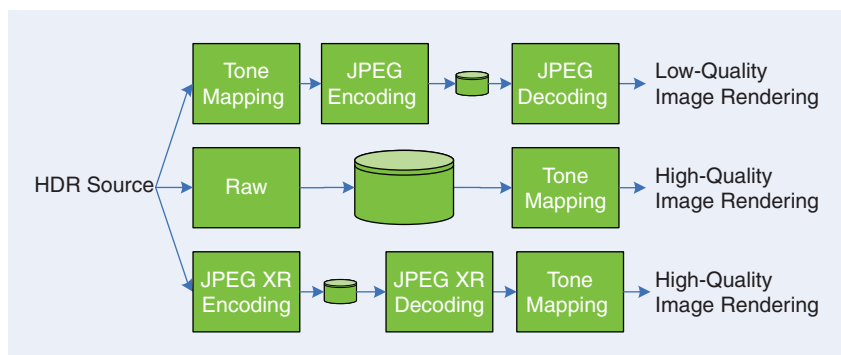 Tone
Mapping
JPEG
Encoding
JPEG
Decoding
Low-Quality
Image Rendering
HDR Source
Raw
Tone
Mapping
High-Quality
Image Rendering
JPEG XR
Encoding
JPEG XR
Decoding
Tone
Mapping
High-Quality
Image Rendering